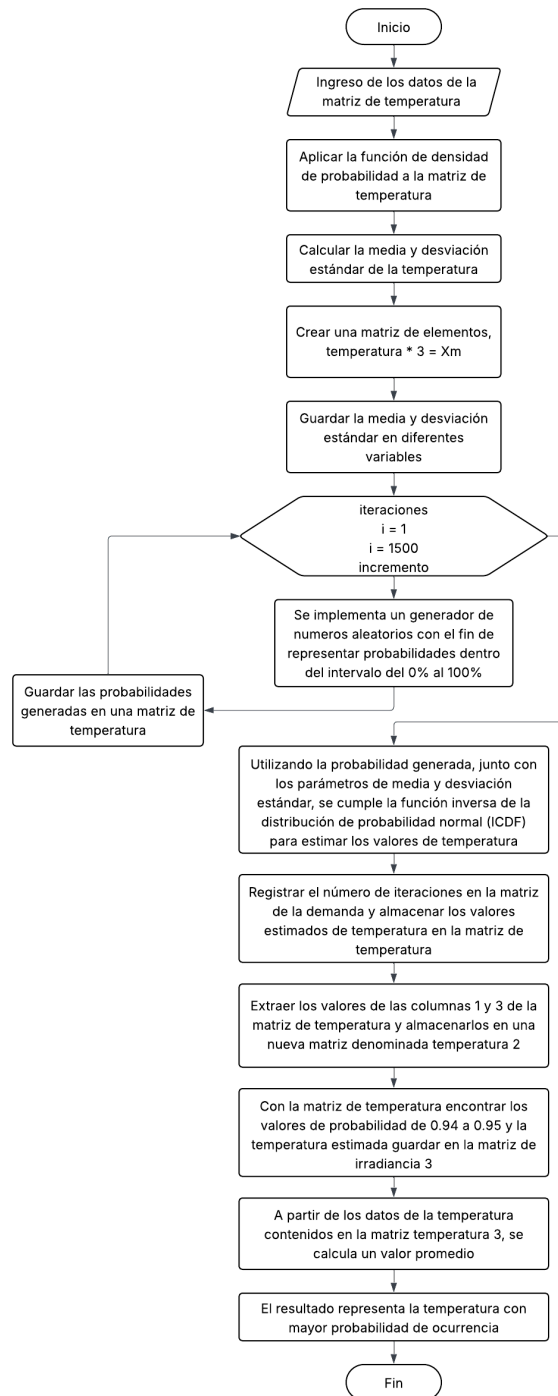 Inicio
Ingreso de los datos de la
matriz de temperatura
Aplicar la función de densidad
de probabilidad a la matriz de
temperatura
Calcular la media y desviación
estándar de la temperatura
Crear una matriz de elementos,
temperatura * 3 = Xm
Guardar la media y desviación
estándar en diferentes
variables
iteraciones
i = 1
i = 1500
incremento
Se implementa un generador de
numeros aleatorios con el fin de
representar probabilidades dentro
del intervalo del 0% al 100%
Guardar las probabilidades
generadas en una matriz de
temperatura
Utilizando la probabilidad generada, junto con
los parámetros de media y desviación
estándar, se cumple la función inversa de la
distribución de probabilidad normal (ICDF)
para estimar los valores de temperatura
Registrar el número de iteraciones en la matriz
de la demanda y almacenar los valores
estimados de temperatura en la matriz de
temperatura
Extraer los valores de las columnas 1 y 3 de la
matriz de temperatura y almacenarlos en una
nueva matriz denominada temperatura 2
Con la matriz de temperatura encontrar los
valores de probabilidad de 0.94 a 0.95 y la
temperatura estimada guardar en la matriz de
irradiancia 3
A partir de los datos de la temperatura
contenidos en la matriz temperatura 3, se
calcula un valor promedio
El resultado representa la temperatura con
mayor probabilidad de ocurrencia
Fin